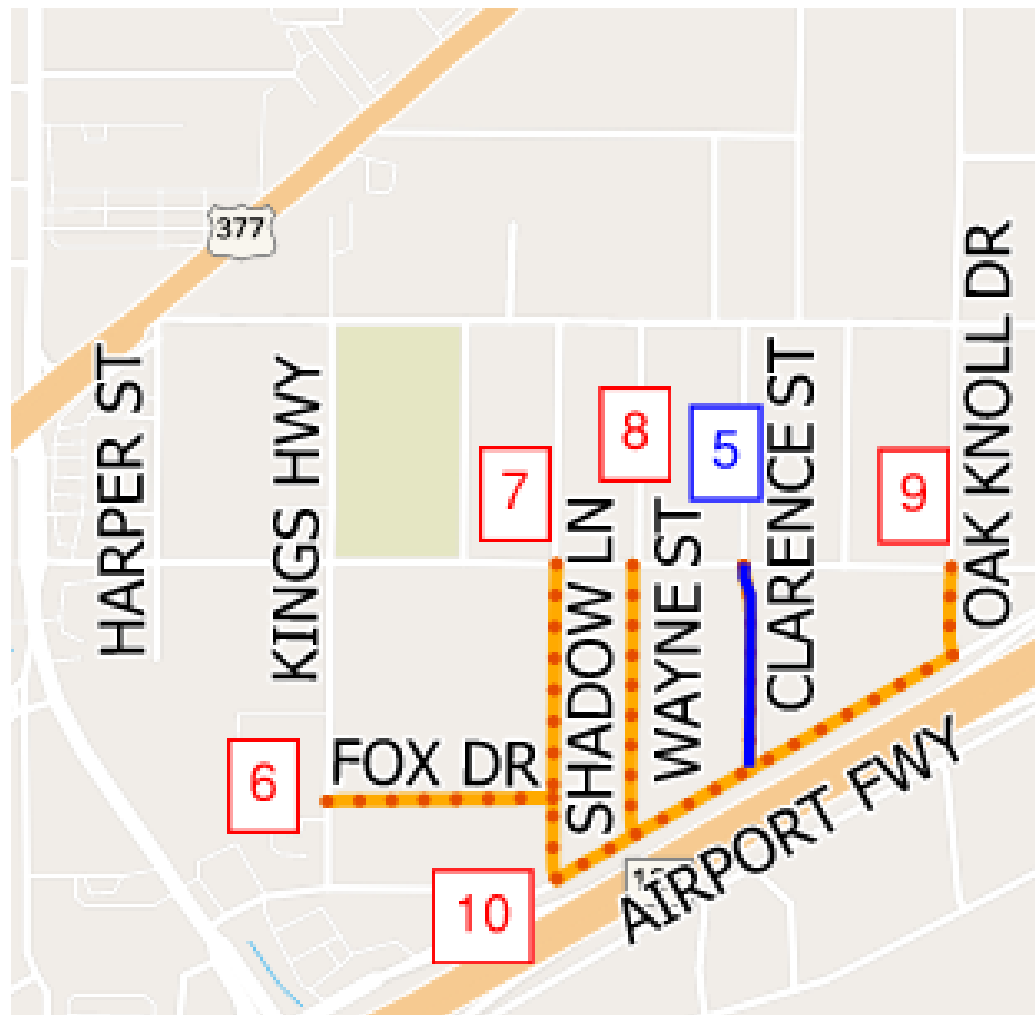 377
HARPER ST
KINGS HWY
OAK KNOLL DR
CLARENCE ST
8
5
7
9
SHADOW LN
WAYNE ST
6
FOX DR
10
AIRPORT FWY